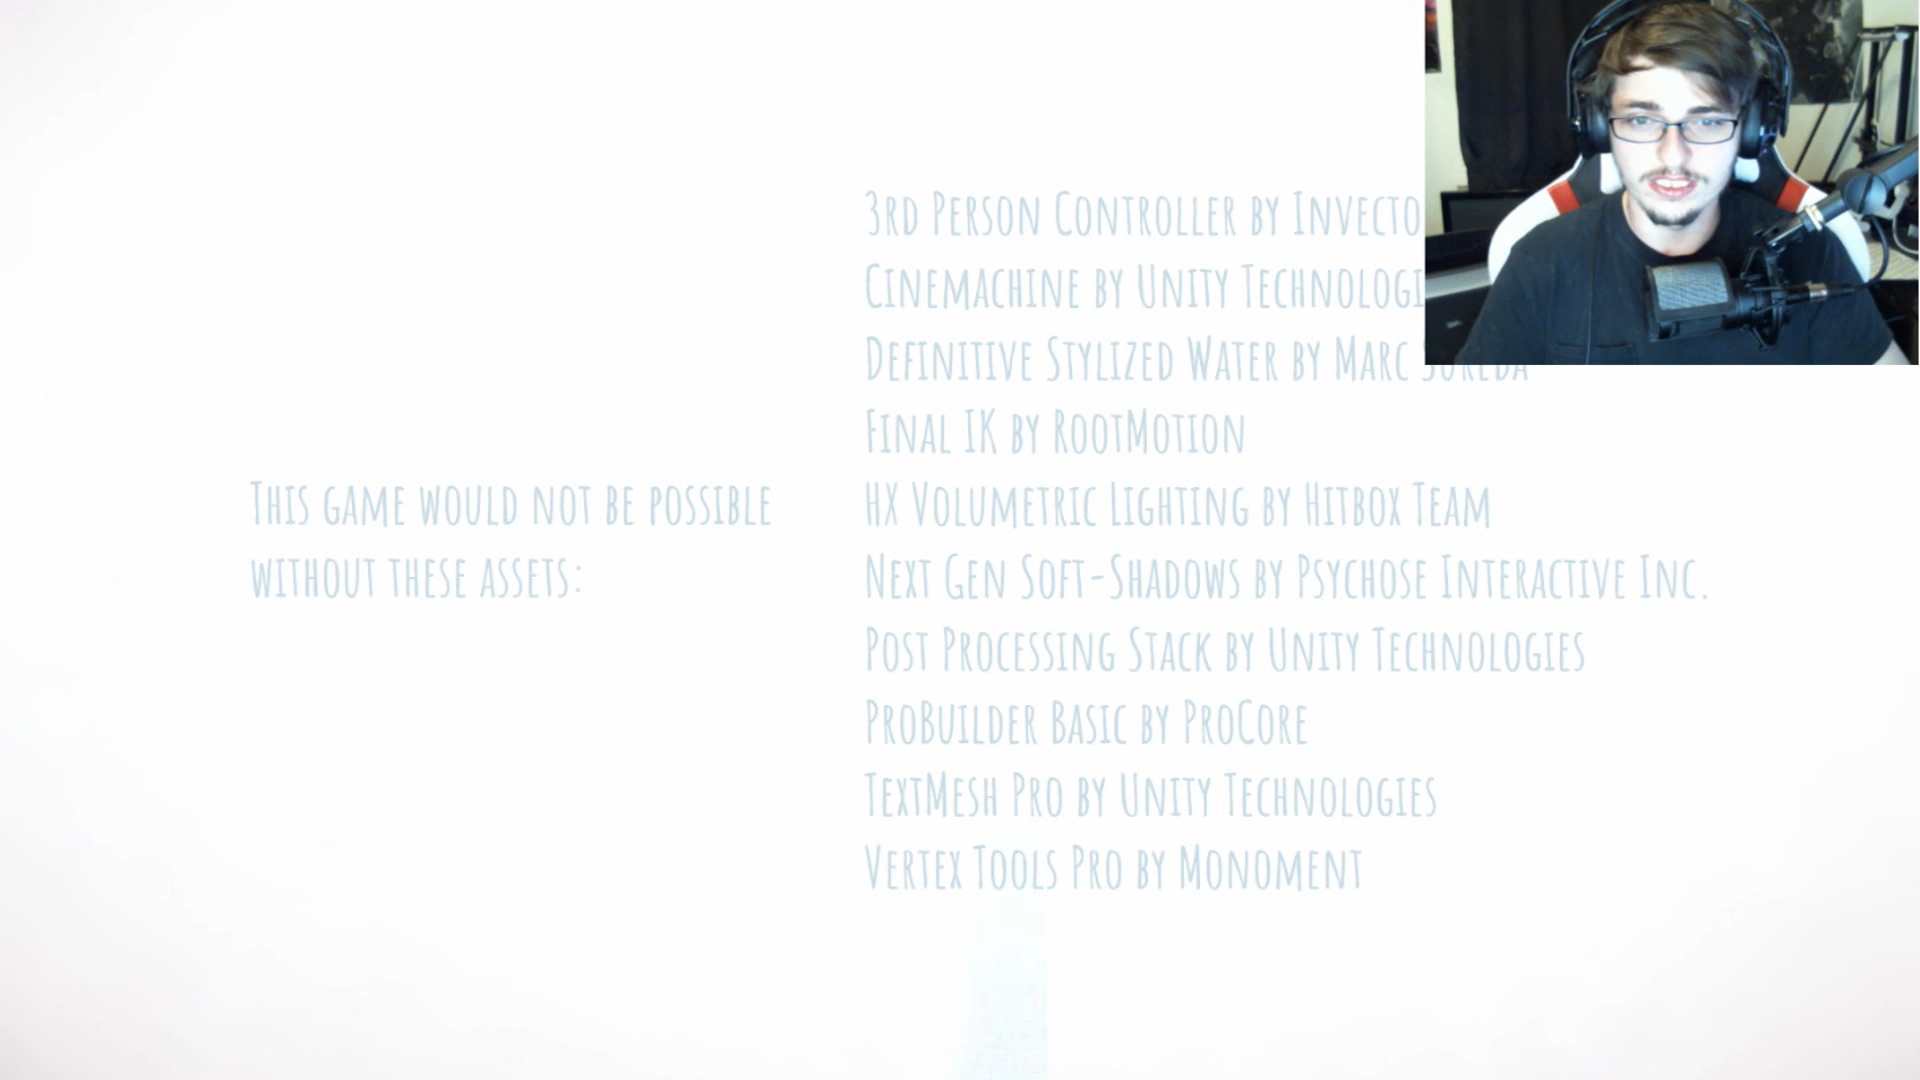 3rd Person Controller by Invecto
Cinemachine by Unity Technologi
Definitive Stylized Water by Marc
Final IK by RootMotion
This game would not be possible
without these assets:
HX Volumetric Lighting by Hitbox Team
Next Gen Soft-Shadows by Psychose Interactive Inc.
Post Processing Stack by Unity Technologies
ProBuilder Basic by ProCore
TextMesh Pro by Unity Technologies
Vertex Tools Pro by Monoment